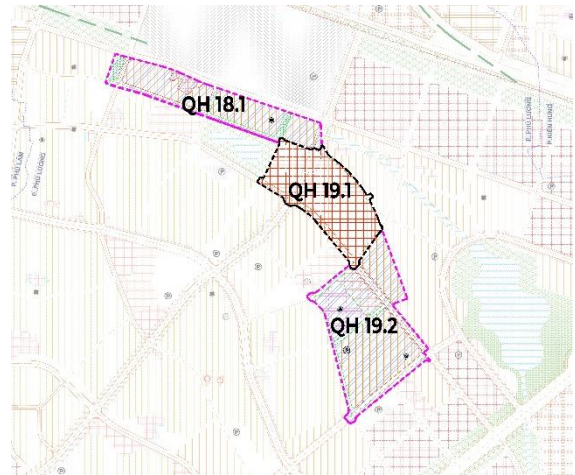 QH 18.1
P. PHÚ LƯƠNG
P. KIẾN HƯNG
P. PHÚ LÃM
P. PHÚ LƯƠNG
QH 19.1
QH 19.2